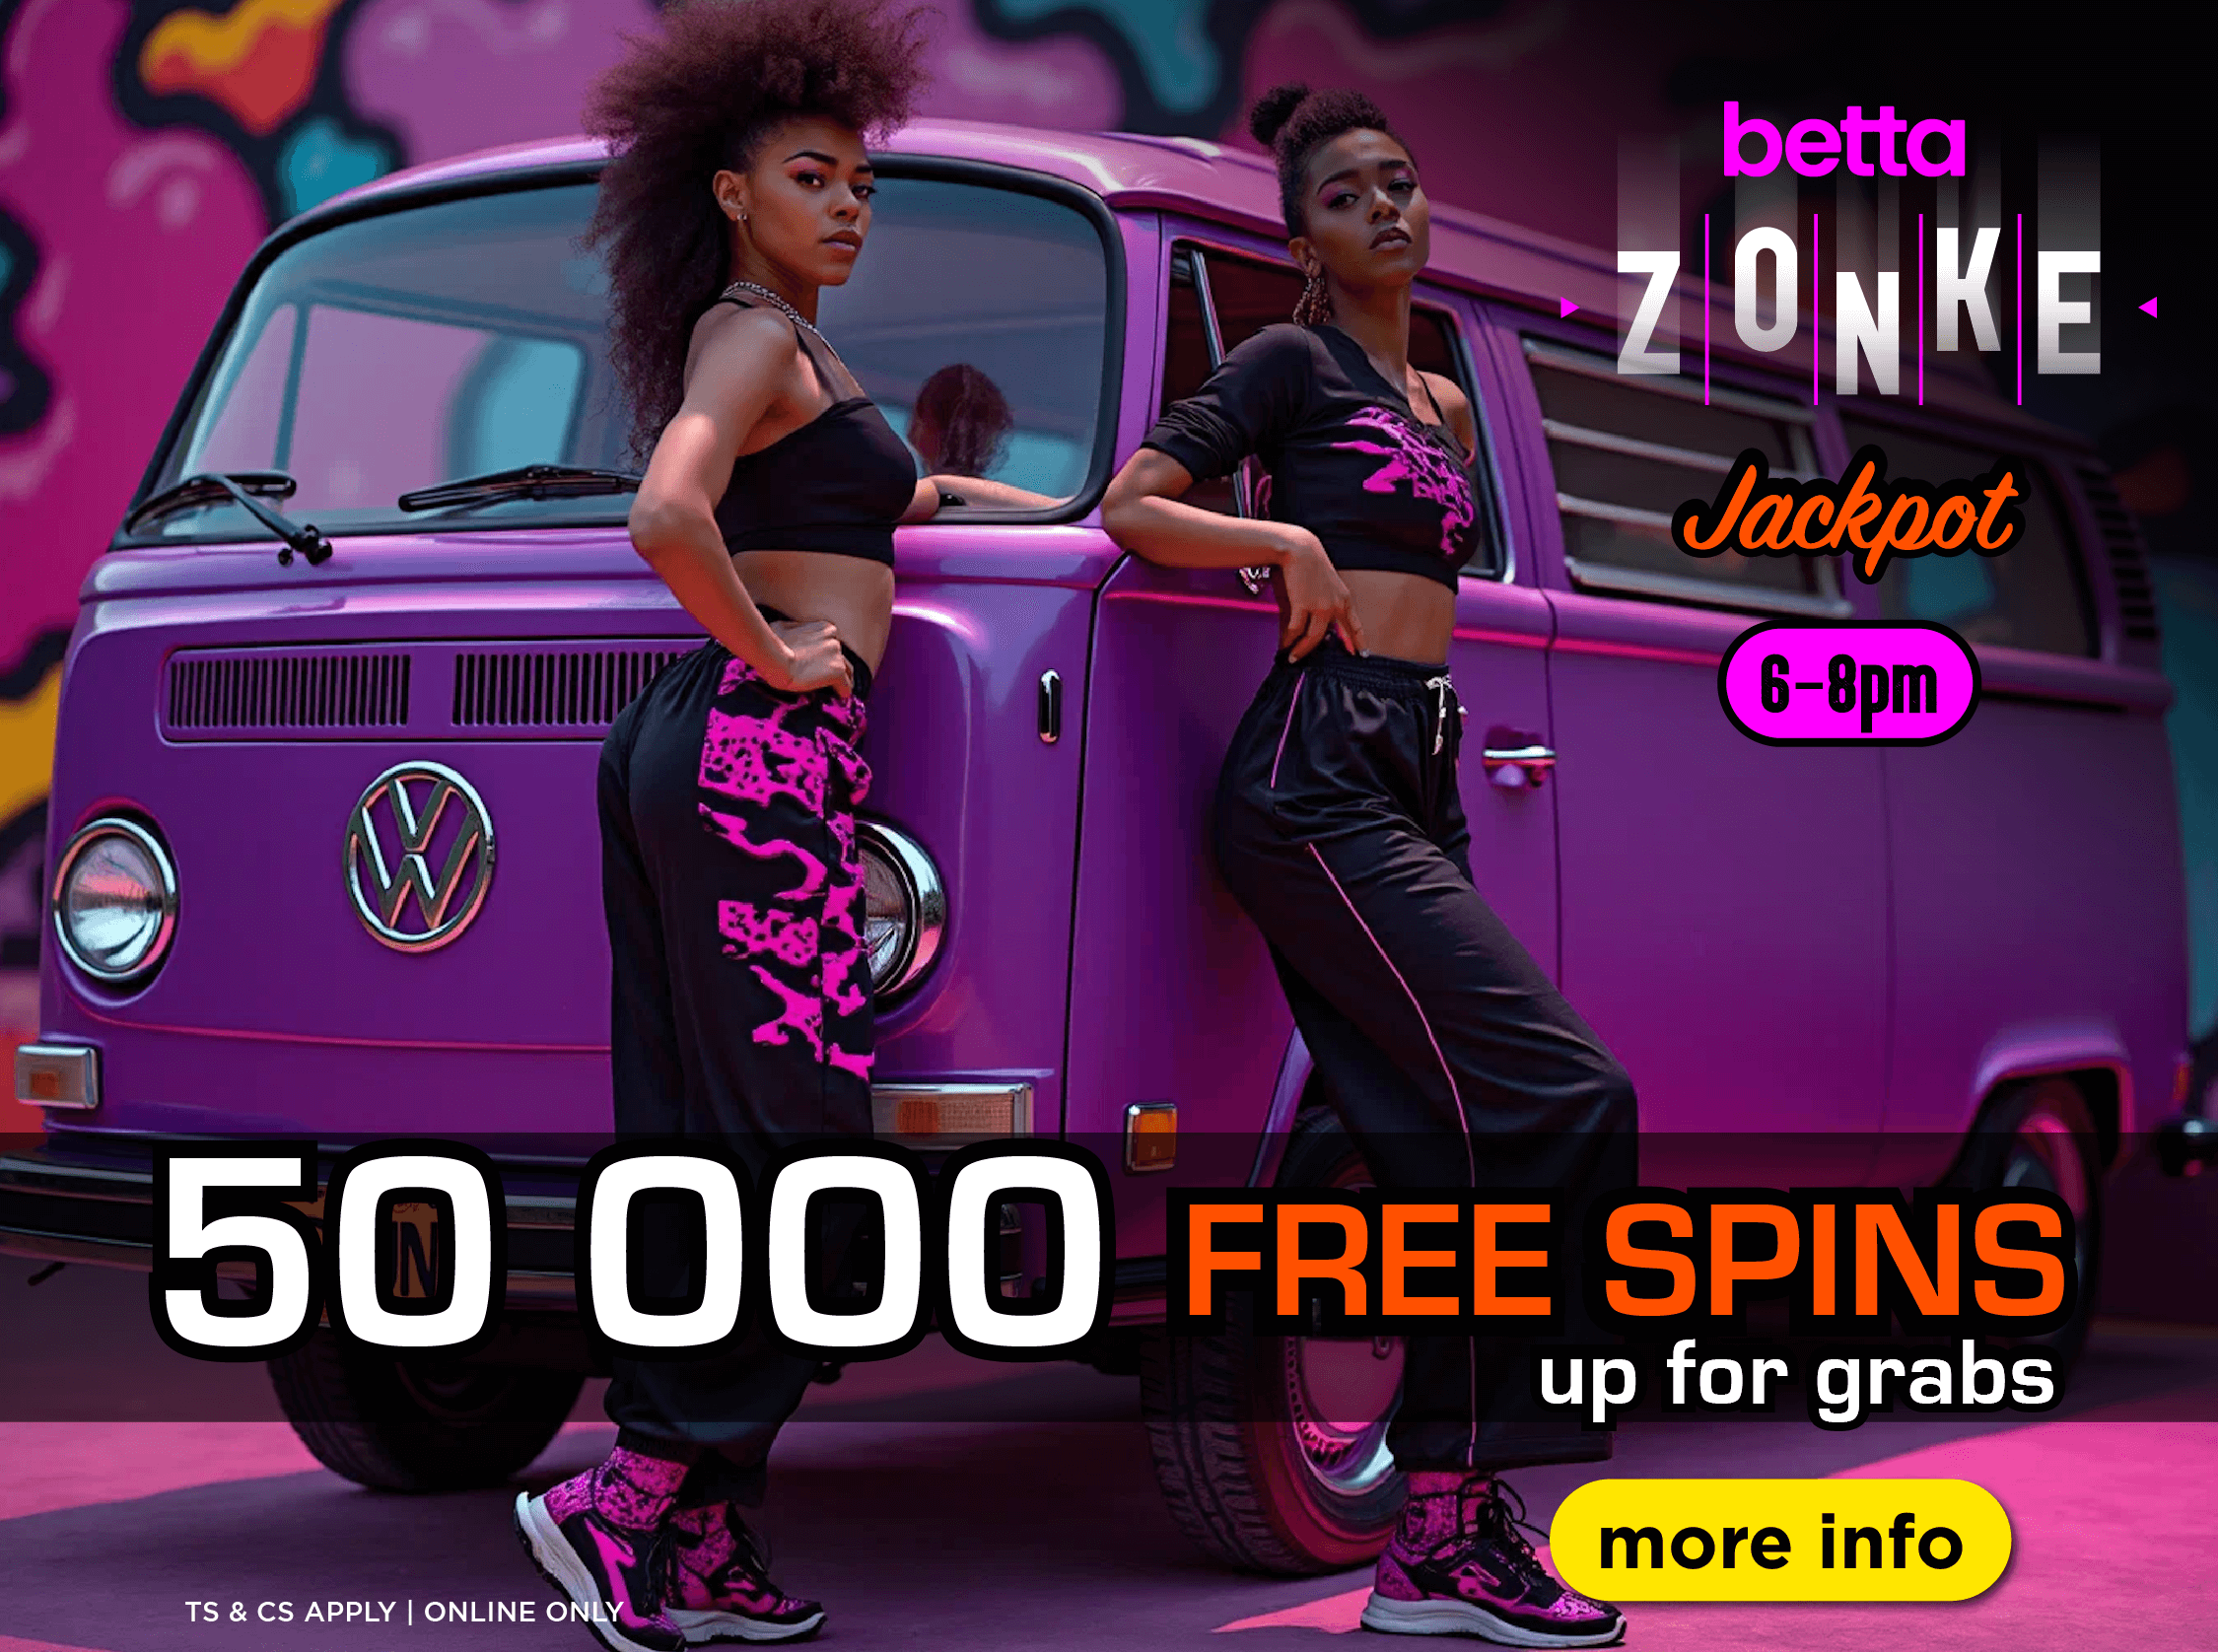 betta
ZONKE
Jackpot
6-8pm
50 000 FREE SPINS
up for grabs
more info
TS & CS APPLY | ONLINE ONLY